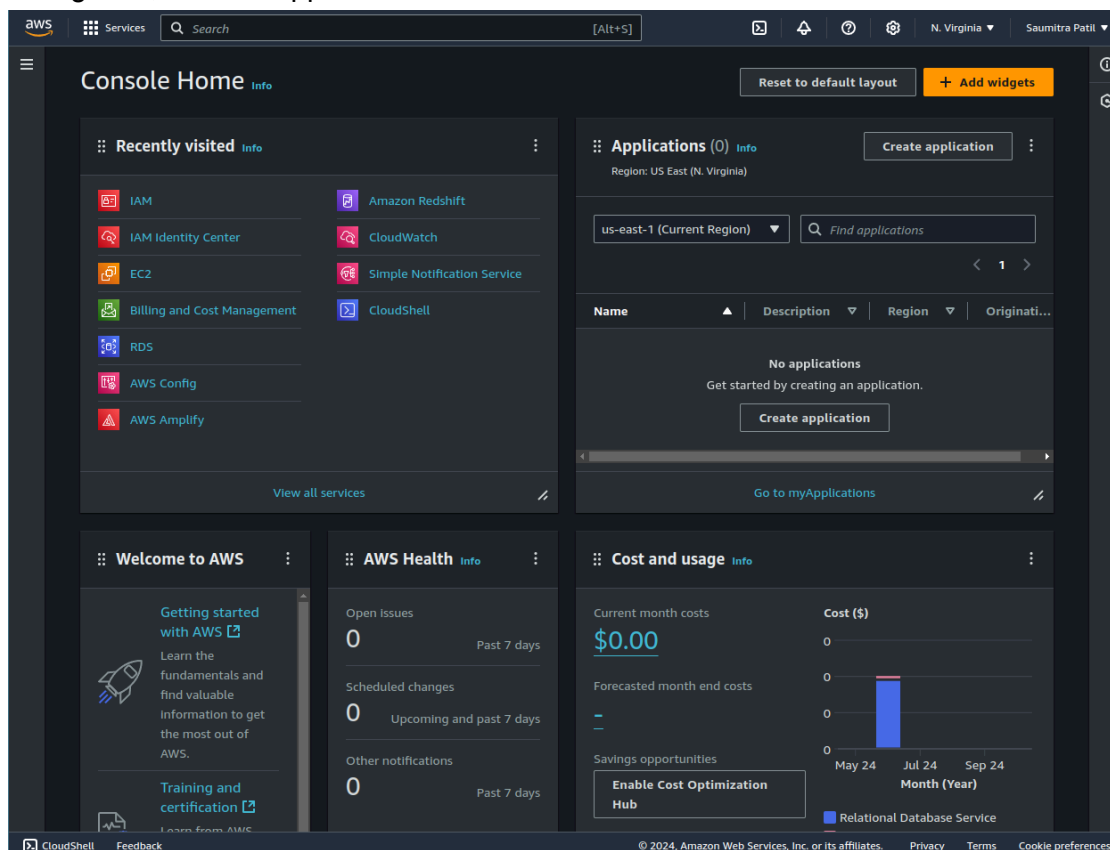 aws
Services
Search
[Alt+S]
N. Virginia
Saumitra Patil
Console Home Info
Reset to default layout
+ Add widgets
Recently visited Info
IAM
IAM Identity Center
EC2
Billing and Cost Management
RDS
AWS Config
AWS Amplify
Amazon Redshift
CloudWatch
Simple Notification Service
CloudShell
View all services
Applications (0) Info
Region: US East (N. Virginia)
Create application
us-east-1 (Current Region)
Find applications
1
Name
Description
Region
Originati...
No applications
Get started by creating an application.
Create application
Go to myApplications
Welcome to AWS
Getting started
with AWS
Learn the
fundamentals and
find valuable
information to get
the most out of
AWS.
Training and
certification
Learn from AWS
AWS Health Info
Open issues
0
Past 7 days
Scheduled changes
0
Upcoming and past 7 days
Other notifications
0
Past 7 days
Cost and usage Info
Current month costs
$0.00
Forecasted month end costs
-
Savings opportunities
Enable Cost Optimization
Hub
Cost ($)
0
0
0
0
May 24
Jul 24
Sep 24
Month (Year)
Relational Database Service
CloudShell
Feedback
© 2024, Amazon Web Services, Inc. or its affiliates.
Privacy
Terms
Cookie preferences